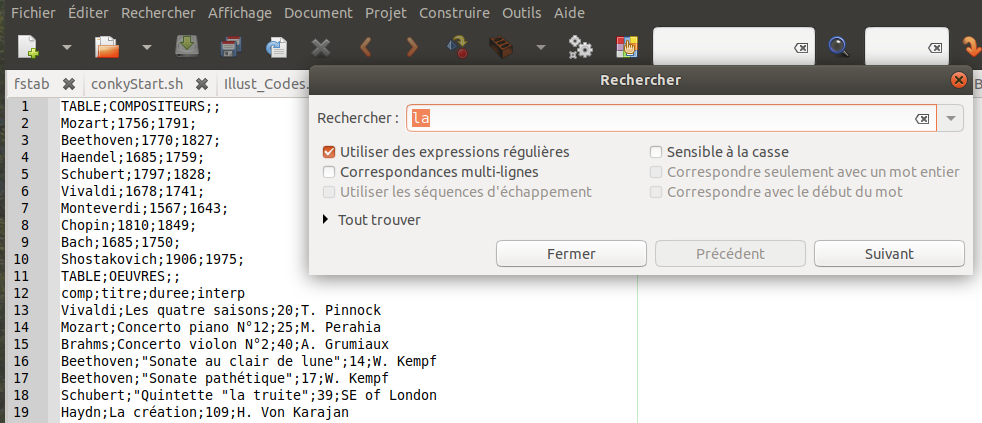 Fichier Éditer Rechercher Affichage Document Projet Construire Outils Aide
fstab conkyStart.sh Illust_Codes.
Rechercher
Rechercher : la
Utiliser des expressions régulières
Sensible à la casse
Correspondances multi-lignes
Correspondre seulement avec un mot entier
Utiliser les séquences d'échappement
Correspondre avec le début du mot
Tout trouver
Fermer Précédent Suivant
1 TABLE;COMPOSITEURS;;
2 Mozart;1756;1791;
3 Beethoven;1770;1827;
4 Haendel;1685;1759;
5 Schubert;1797;1828;
6 Vivaldi;1678;1741;
7 Monteverdi;1567;1643;
8 Chopin;1810;1849;
9 Bach;1685;1750;
10 Shostakovich;1906;1975;
11 TABLE;OEUVRES;;
12 comp;titre;duree;interp
13 Vivaldi;Les quatre saisons;20;T. Pinnock
14 Mozart;Concerto piano N°12;25;M. Perahia
15 Brahms;Concerto violon N°2;40;A. Grumiaux
16 Beethoven;"Sonate au clair de lune";14;W. Kempf
17 Beethoven;"Sonate pathétique";17;W. Kempf
18 Schubert;"Quintette "la truite";39;SE of London
19 Haydn;La création;109;H. Von Karajan